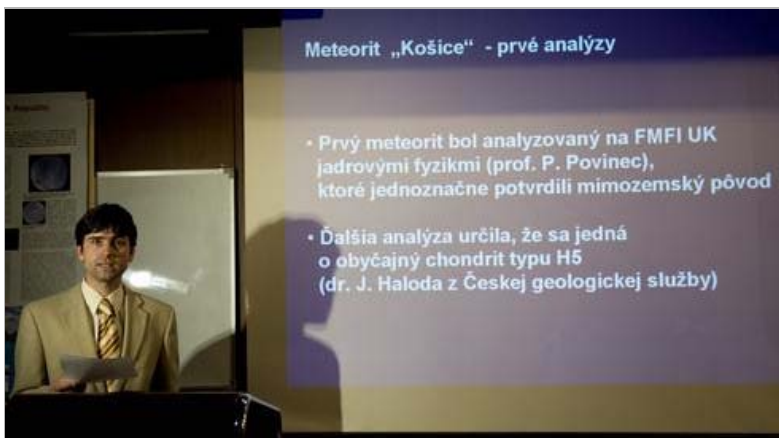 Meteorit „Košice“ - prvé analýzy
• Prvý meteorit bol analyzovaný na FMFI UK
jadrovými fyzikmi (prof. P. Povinec),
ktoré jednoznačne potvrdili mimozemský pôvod
• Ďalšia analýza určila, že sa jedná
o obyčajný chondrit typu H5
(dr. J. Haloda z Českej geologickej služby)